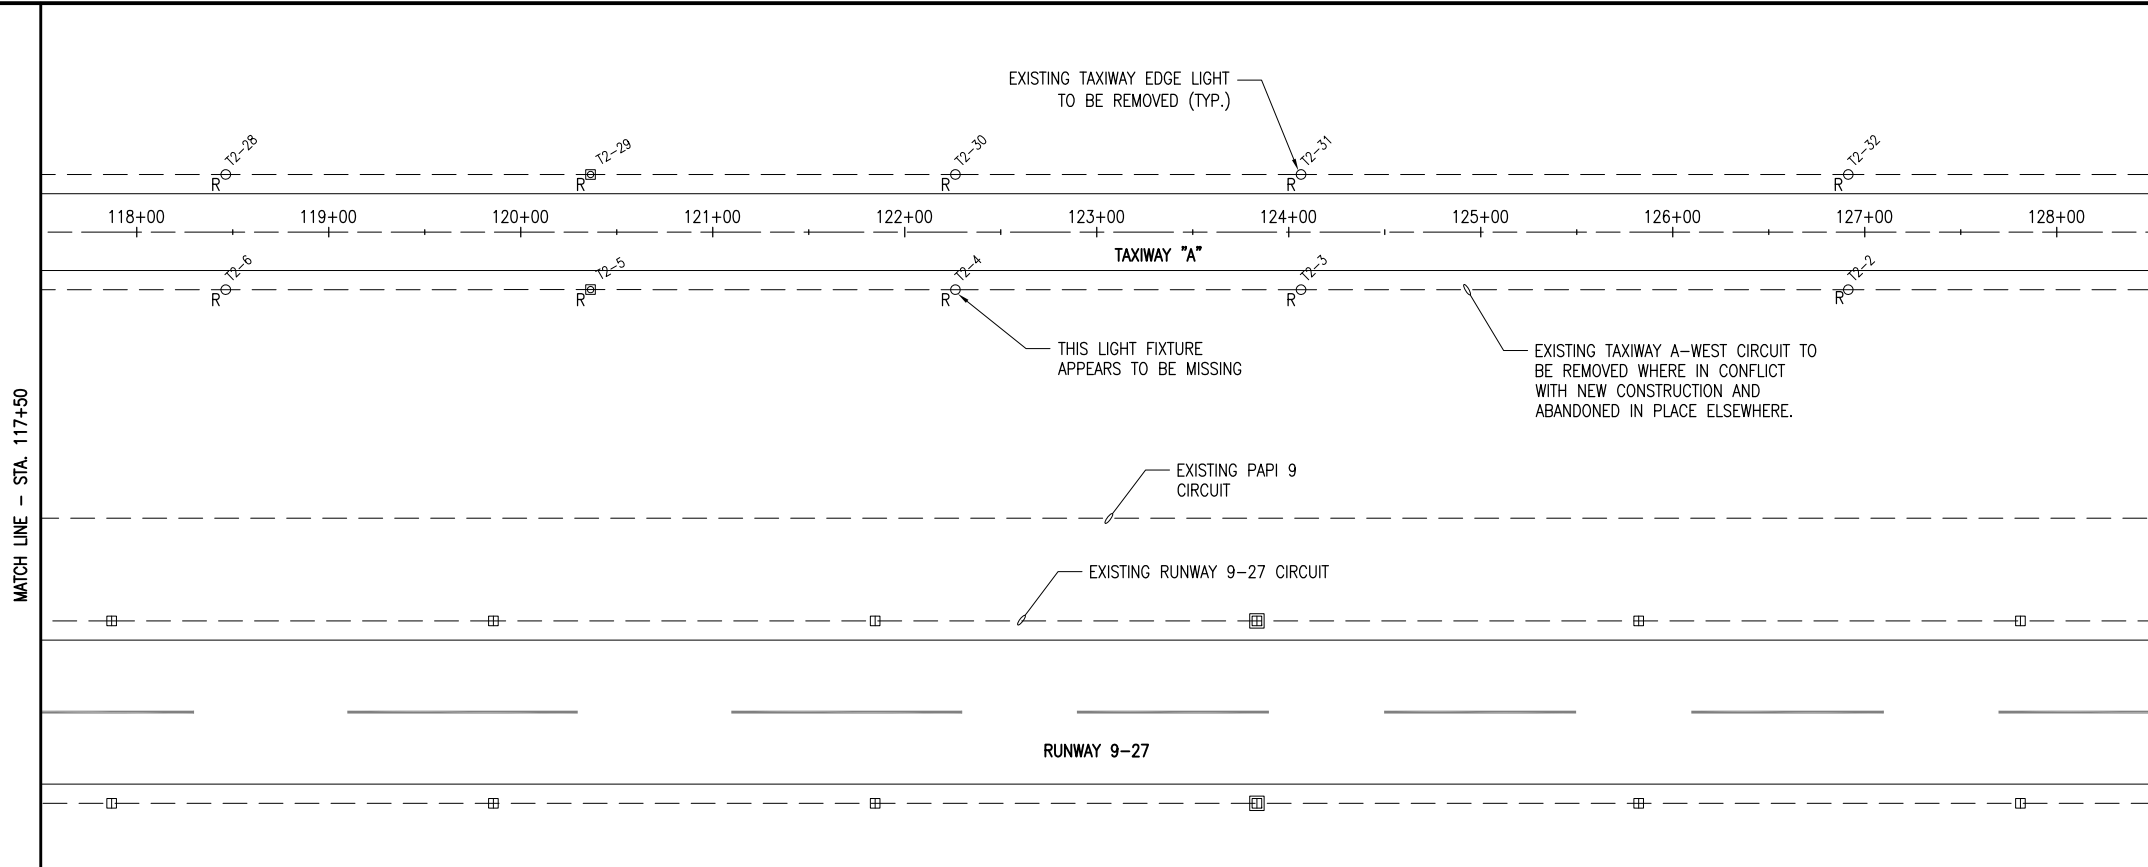 EXISTING TAXIWAY EDGE LIGHT
TO BE REMOVED (TYP.)
T2-28
T2-29
T2-30
T2-31
T2-32
R
R
R
R
R
118+00
119+00
120+00
121+00
122+00
123+00
124+00
125+00
126+00
127+00
128+00
TAXIWAY "A"
T2-6
T2-5
T2-4
T2-3
T2-2
R
R
R
R
R
THIS LIGHT FIXTURE
APPEARS TO BE MISSING
EXISTING TAXIWAY A-WEST CIRCUIT TO
BE REMOVED WHERE IN CONFLICT
WITH NEW CONSTRUCTION AND
ABANDONED IN PLACE ELSEWHERE.
MATCH LINE - STA. 117+50
EXISTING PAPI 9
CIRCUIT
EXISTING RUNWAY 9-27 CIRCUIT
RUNWAY 9-27